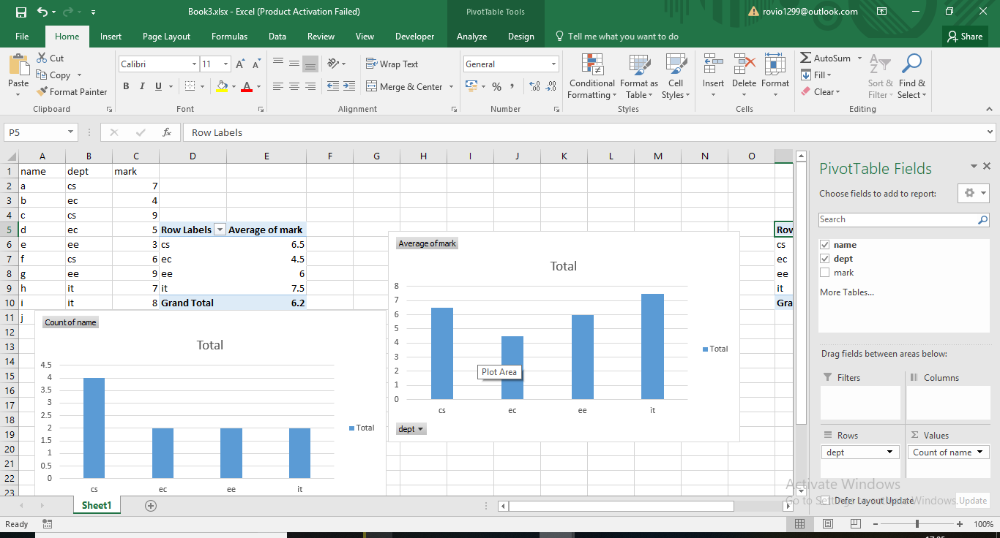 Book3.xlsx - Excel (Product Activation Failed)
PivotTable Tools
rovio1299@outlook.com
File Home Insert Page Layout Formulas Data Review View Developer Analyze Design Tell me what you want to do Share
Paste
Cut
Copy
Format Painter
Calibri 11
B I U A
Wrap Text
Merge & Center
General
%
Conditional Formatting
Format as Table
Cell Styles
Insert Delete Format
AutoSum
Fill
Clear
Sort & Filter
Find & Select
Clipboard Font Alignment Number Styles Cells Editing
P5 fx Row Labels
A B C D E F G H I J K L M N O
1 name dept mark
2 a cs 7
3 b ec 4
4 c cs 9
5 d ec 5 Row Labels Average of mark Row
6 e ee 3 cs 6.5 cs
7 f cs 6 ec 4.5 ec
8 g ee 9 ee 6 ee
9 h it 7 it 7.5 it
10 i it 8 Grand Total 6.2 Gra
11 j
12
13
14
15
16
17
18
19
20
21
22
23
Count of name
Total
4.5
4
3.5
3
2.5
2
1.5
1
0.5
0
cs ec ee it
Total
Average of mark
Total
8
7
6
5
4
3
2
1
0
Plot Area
cs ec ee it
Total
dept
PivotTable Fields
Choose fields to add to report:
Search
name
dept
mark
More Tables...
Drag fields between areas below:
Filters Columns
Rows Σ Values
dept Count of name
Activate Windows
Go to Settings to activate Windows.
Defer Layout Update Update
Sheet1
Ready
100%